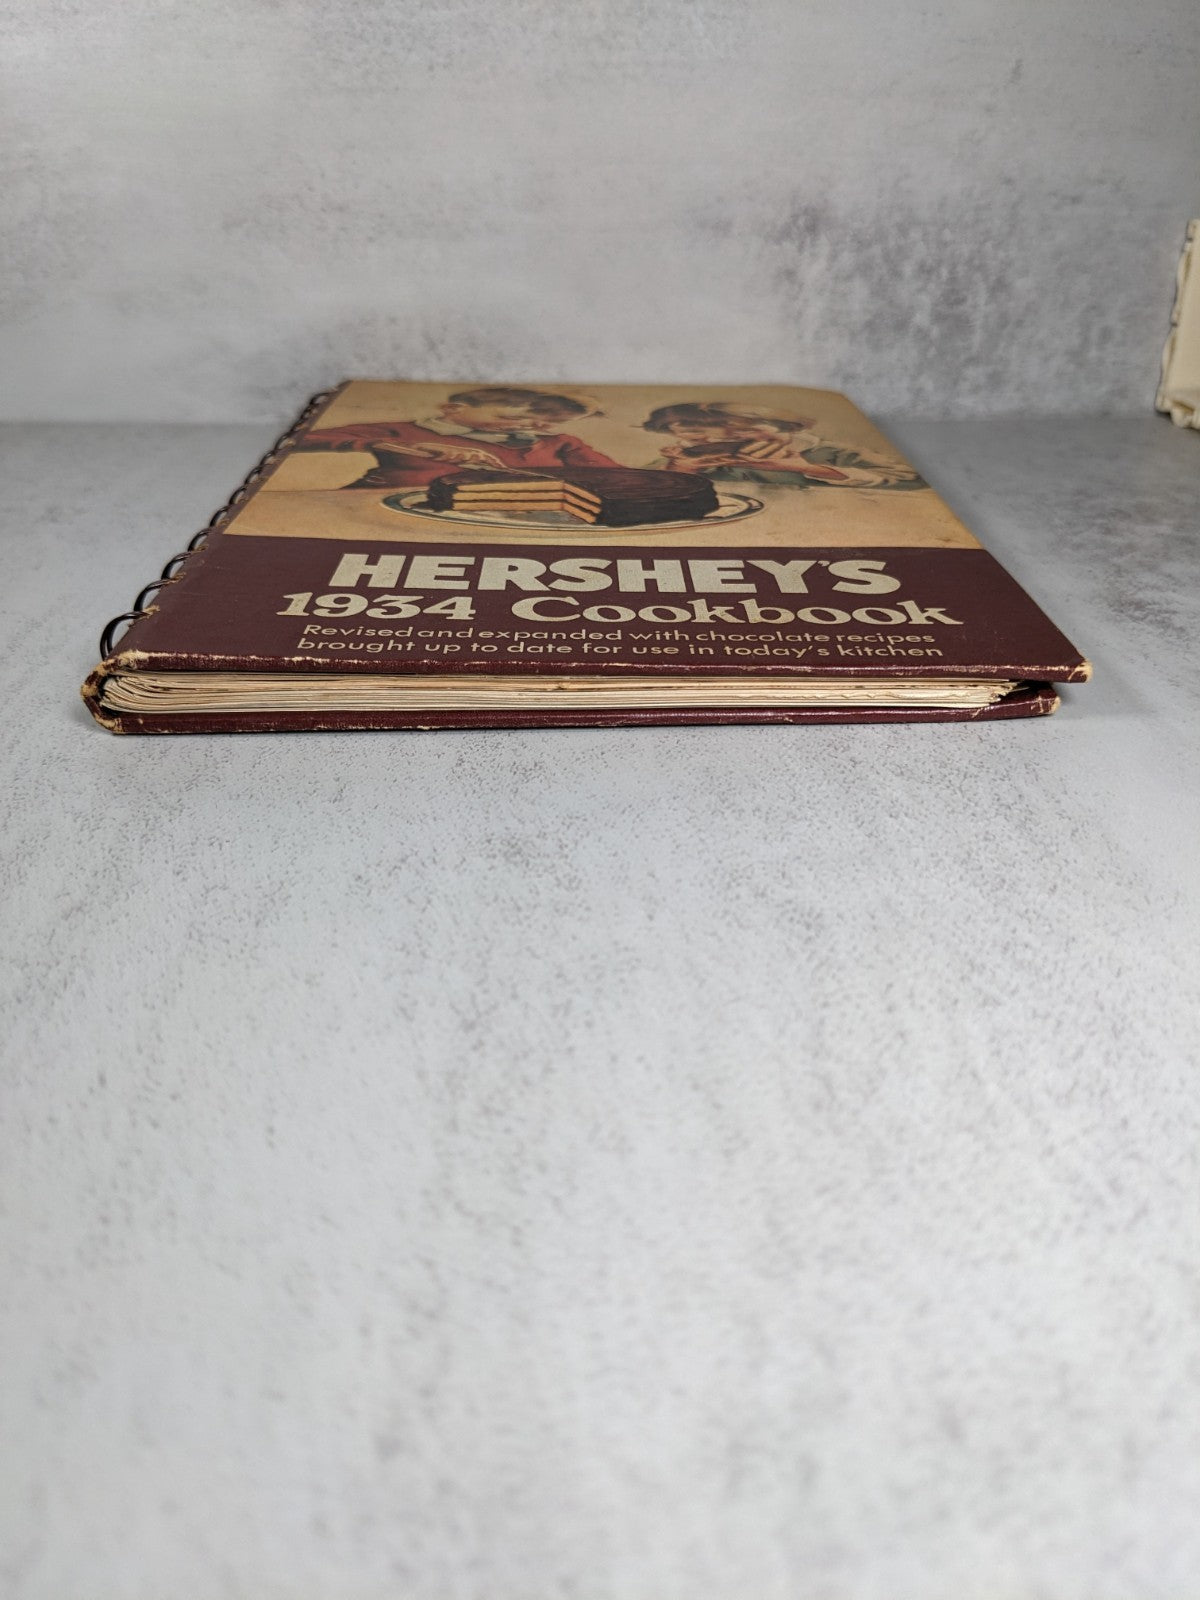 HERSHEY'S
1934 Cookbook
Revised and expanded with chocolate recipes
brought up to date for use in today's kitchen